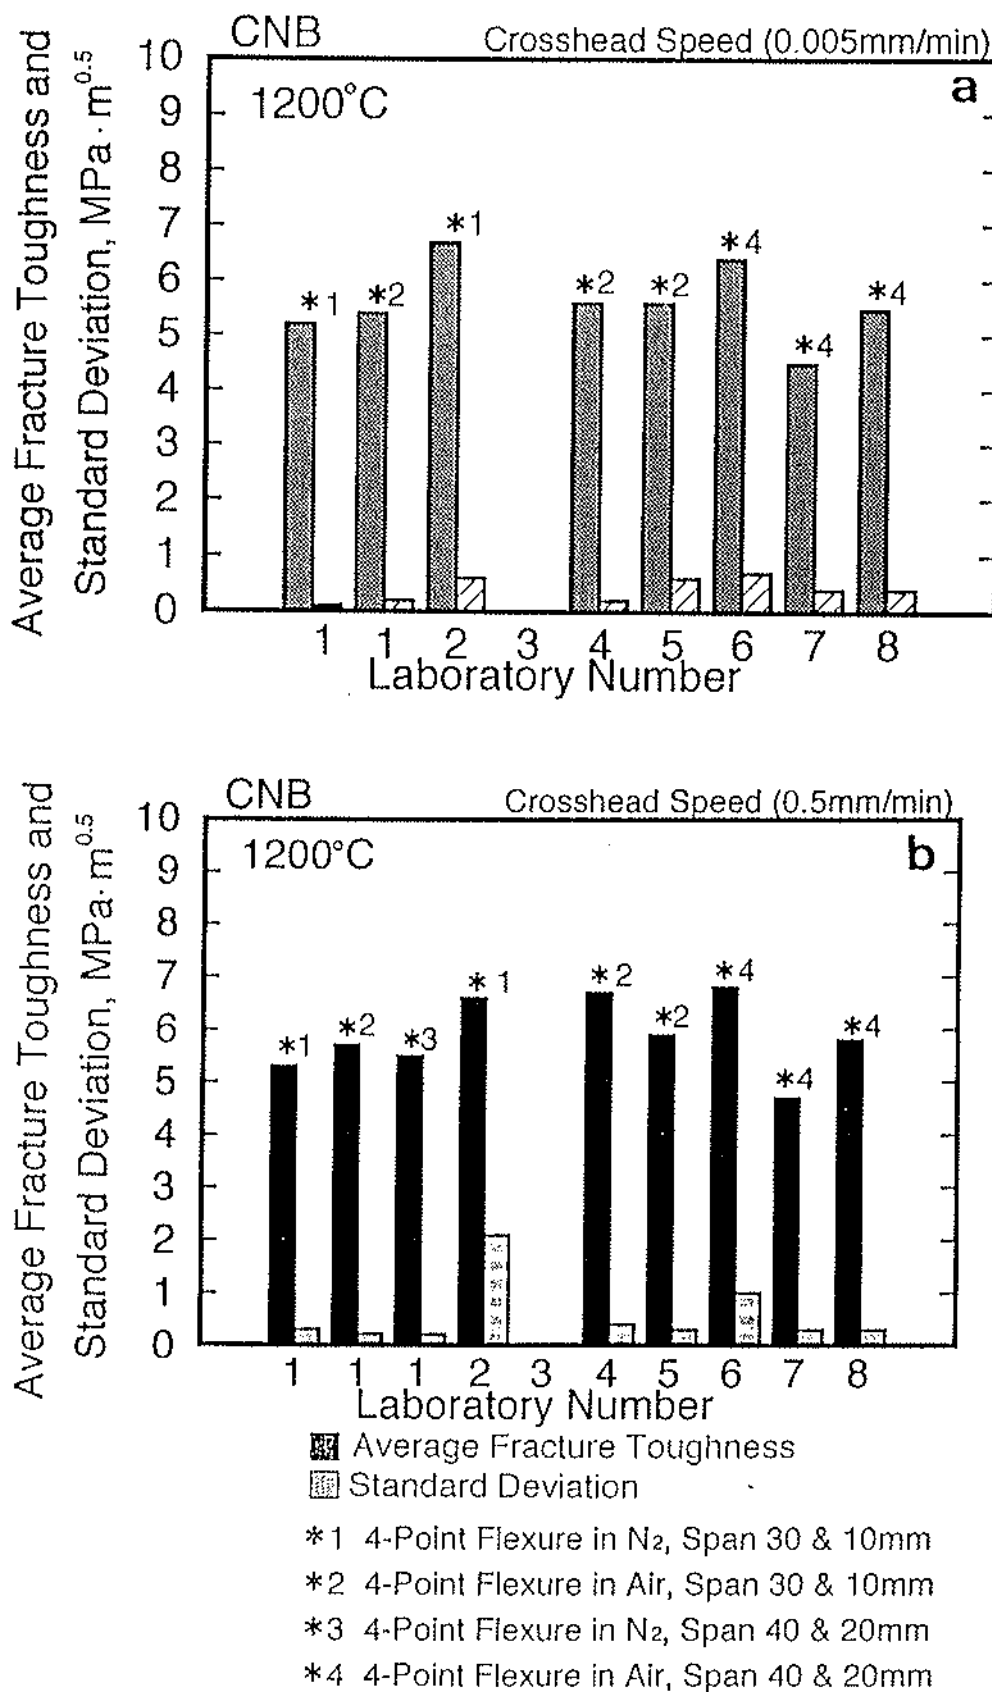 CNB
Crosshead Speed (0.005mm/min)
a
1200°C
Average Fracture Toughness and
Standard Deviation, MPa·m0.5
10
9
8
7
6
5
4
3
2
1
0
*1
*2
*1
*2
*2
*4
*4
*4
1 1 2 3 4 5 6 7 8
Laboratory Number
CNB
Crosshead Speed (0.5mm/min)
b
1200°C
Average Fracture Toughness and
Standard Deviation, MPa·m0.5
10
9
8
7
6
5
4
3
2
1
0
*1
*2
*3
*1
*2
*2
*4
*4
*4
1 1 1 2 3 4 5 6 7 8
Laboratory Number
Average Fracture Toughness
Standard Deviation
*1 4-Point Flexure in N2, Span 30 & 10mm
*2 4-Point Flexure in Air, Span 30 & 10mm
*3 4-Point Flexure in N2, Span 40 & 20mm
*4 4-Point Flexure in Air, Span 40 & 20mm